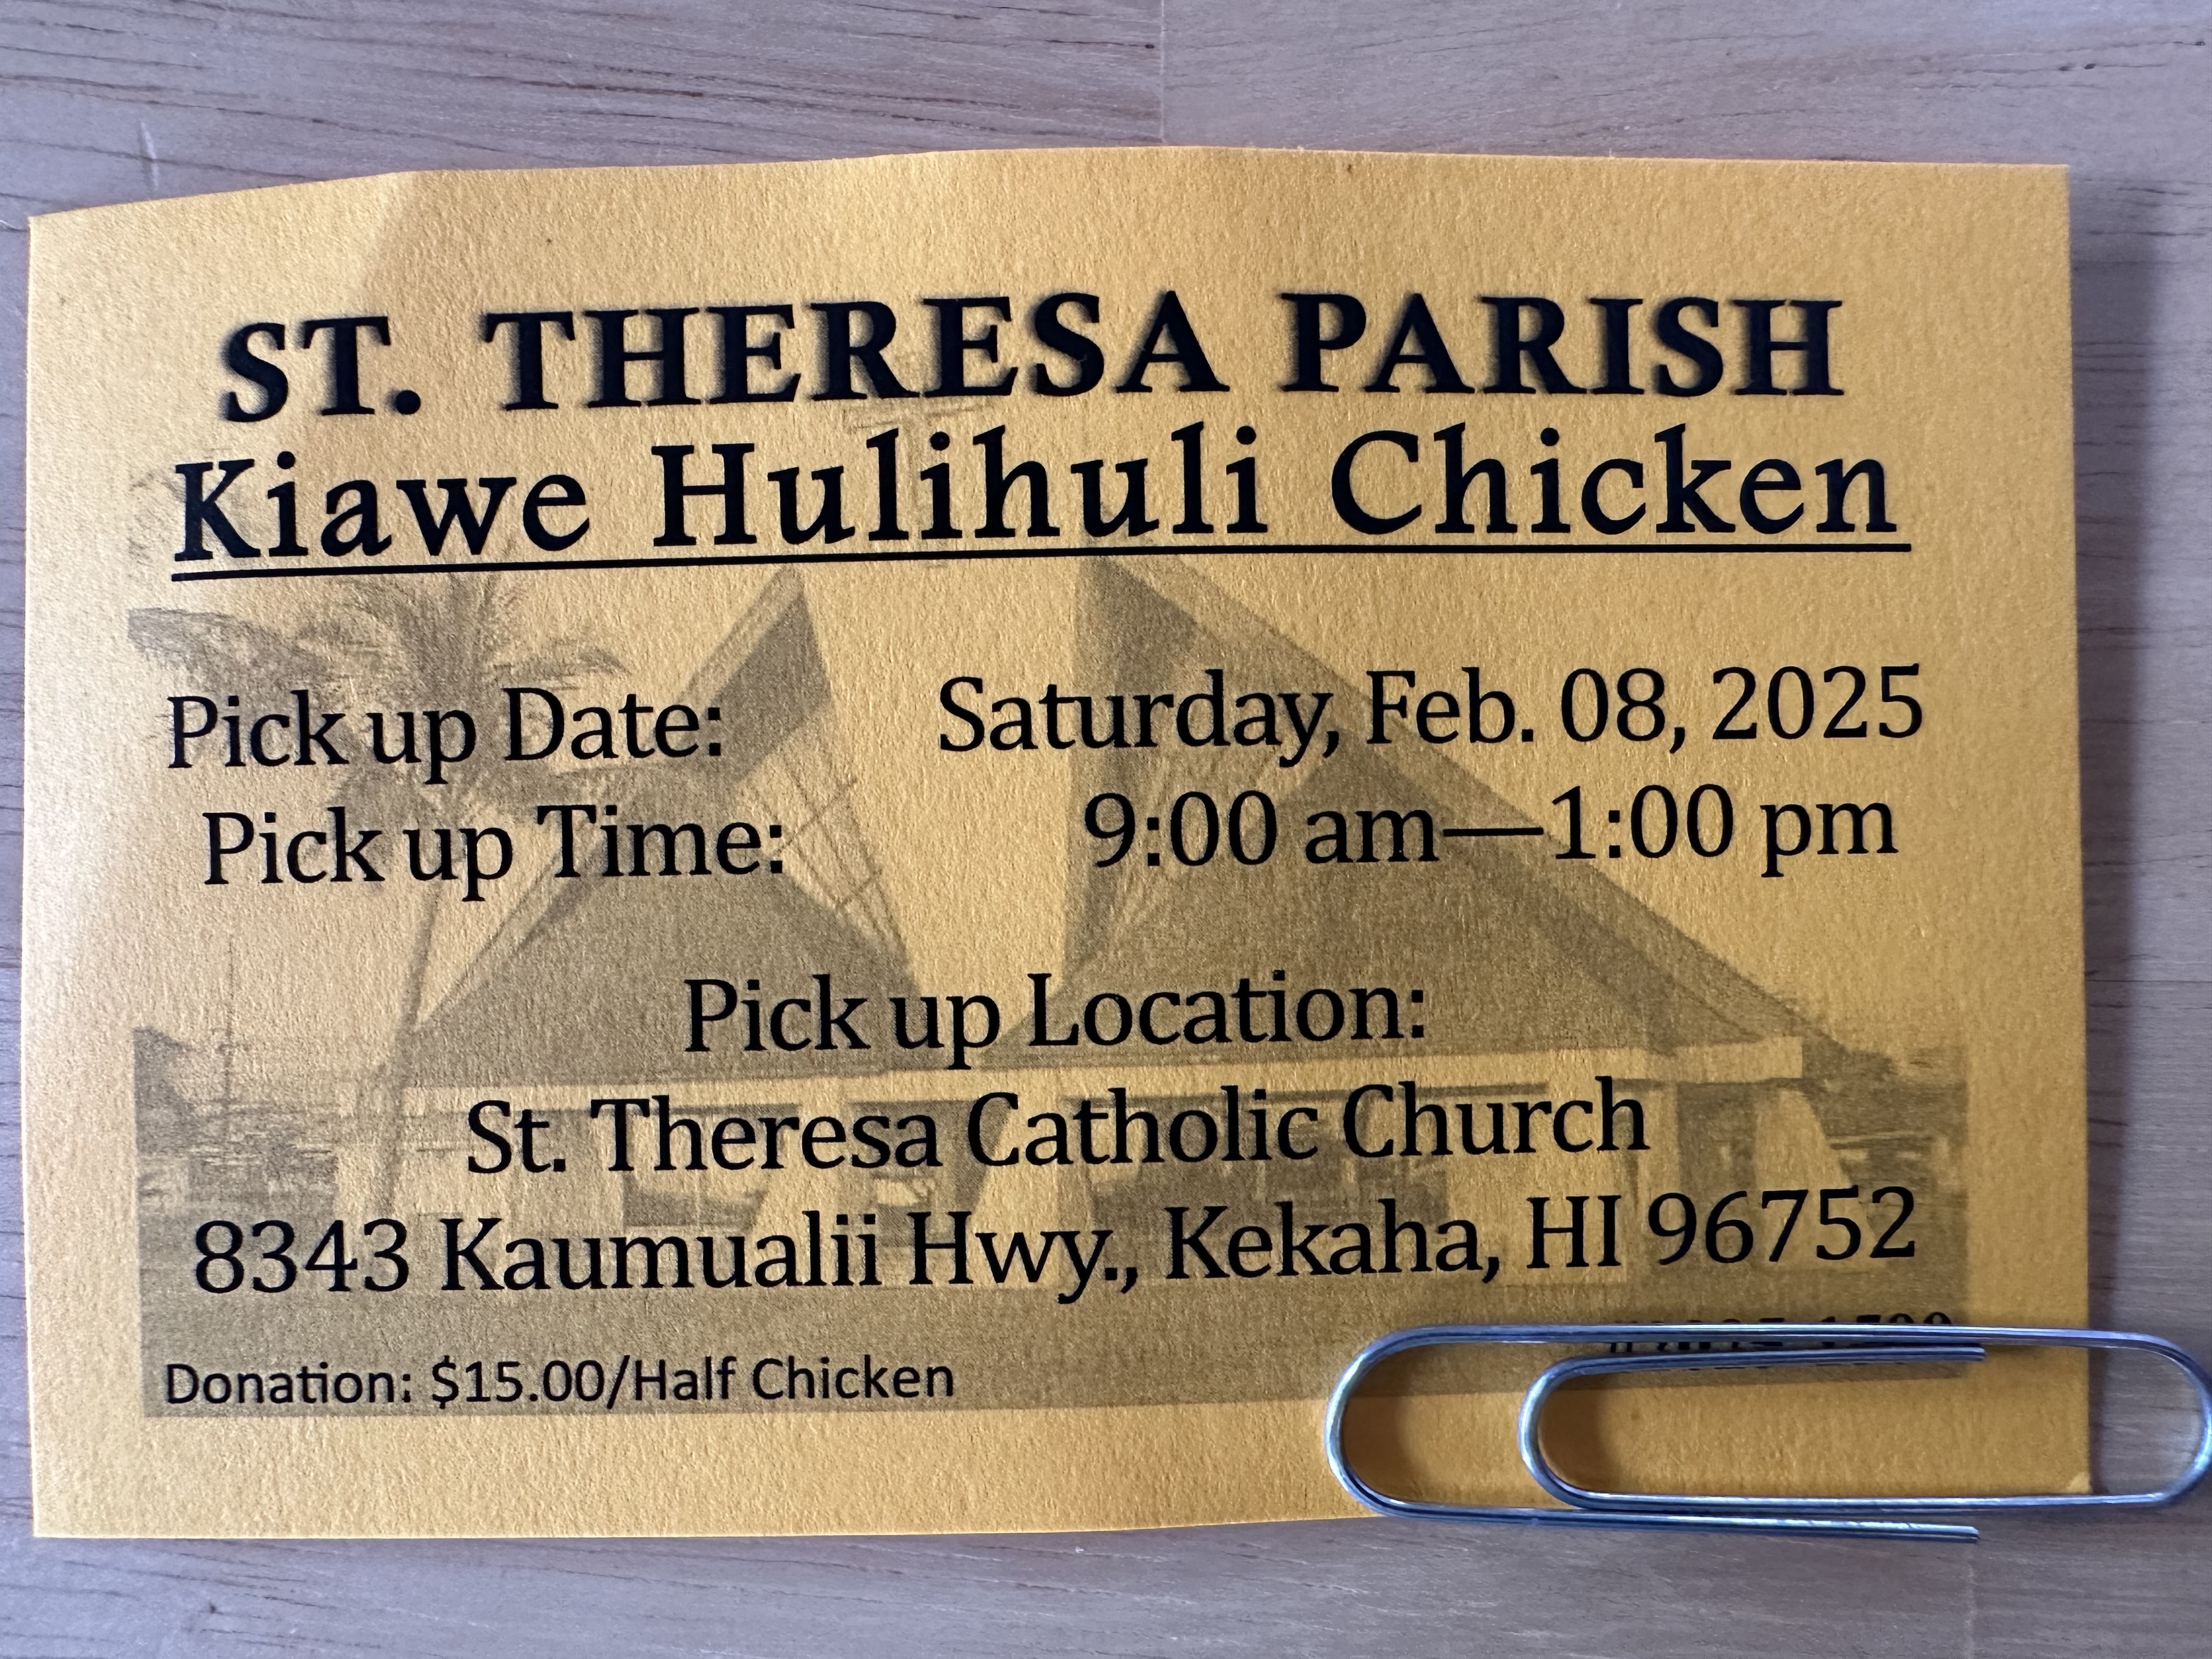 ST. THERESA PARISH
Kiawe Hulihuli Chicken
Pick up Date: Saturday, Feb. 08, 2025
Pick up Time: 9:00 am—1:00 pm
Pick up Location:
St. Theresa Catholic Church
8343 Kaumualii Hwy., Kekaha, HI 96752
Donation: $15.00/Half Chicken